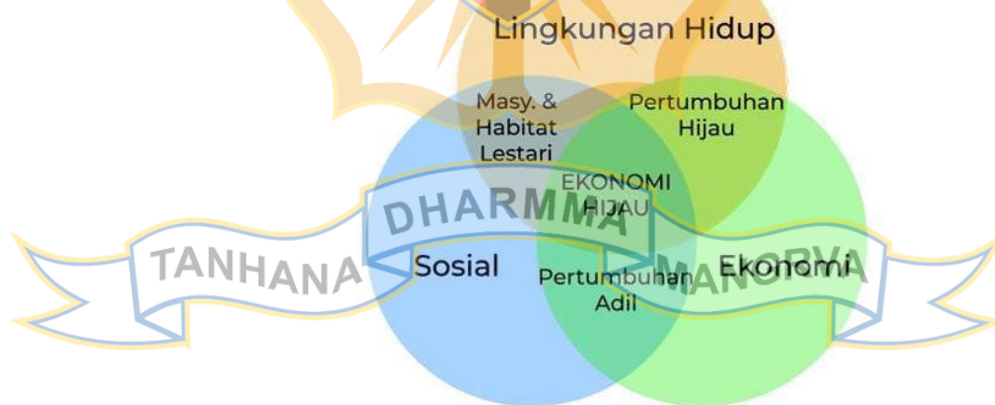 Lingkungan Hidup
Masy. &
Habitat
Lestari
Pertumbuhan
Hijau
EKONOMI
HIJAU
TANHANA DHARMMA MANGRVA
Sosial
Pertumbuhan
Adil
Ekonomi